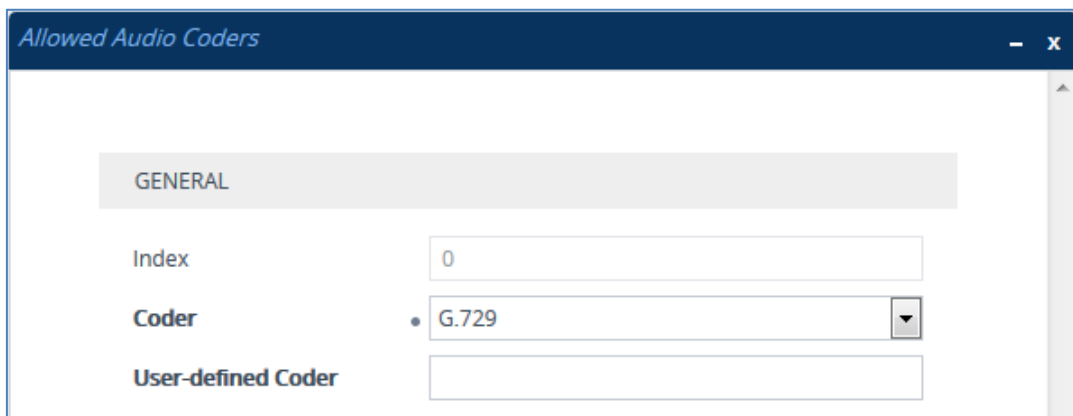 Allowed Audio Coders – x
GENERAL
Index 0
Coder • G.729
User-defined Coder